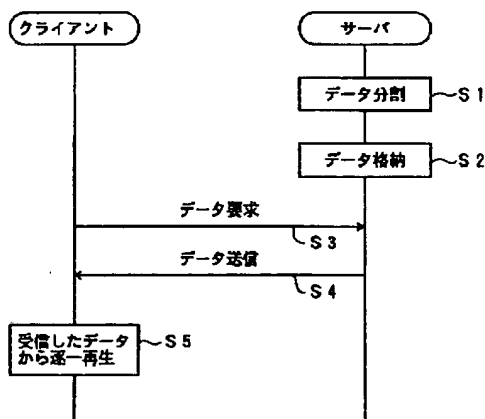 クライアント
サーバ
データ分割
S1
データ格納
S2
データ要求
S3
データ送信
S4
受信したデータ
から逐一再生
S5